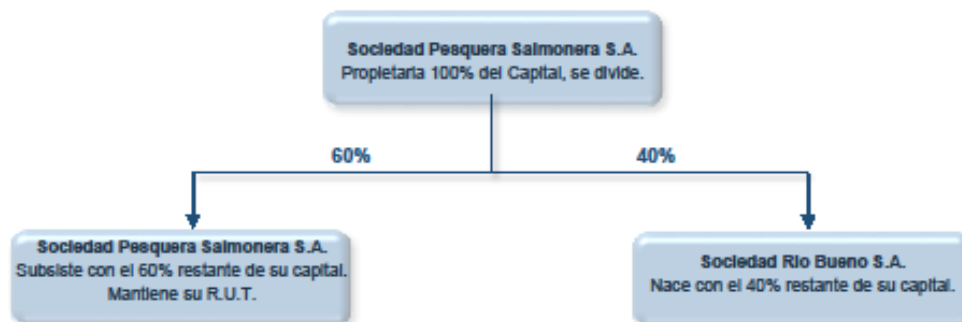 Sociedad Pesquera Salmonera S.A.
Propietaria 100% del Capital, se divide.
60%
40%
Sociedad Pesquera Salmonera S.A.
Subsiste con el 60% restante de su capital.
Mantiene su R.U.T.
Sociedad Rio Bueno S.A.
Nace con el 40% restante de su capital.